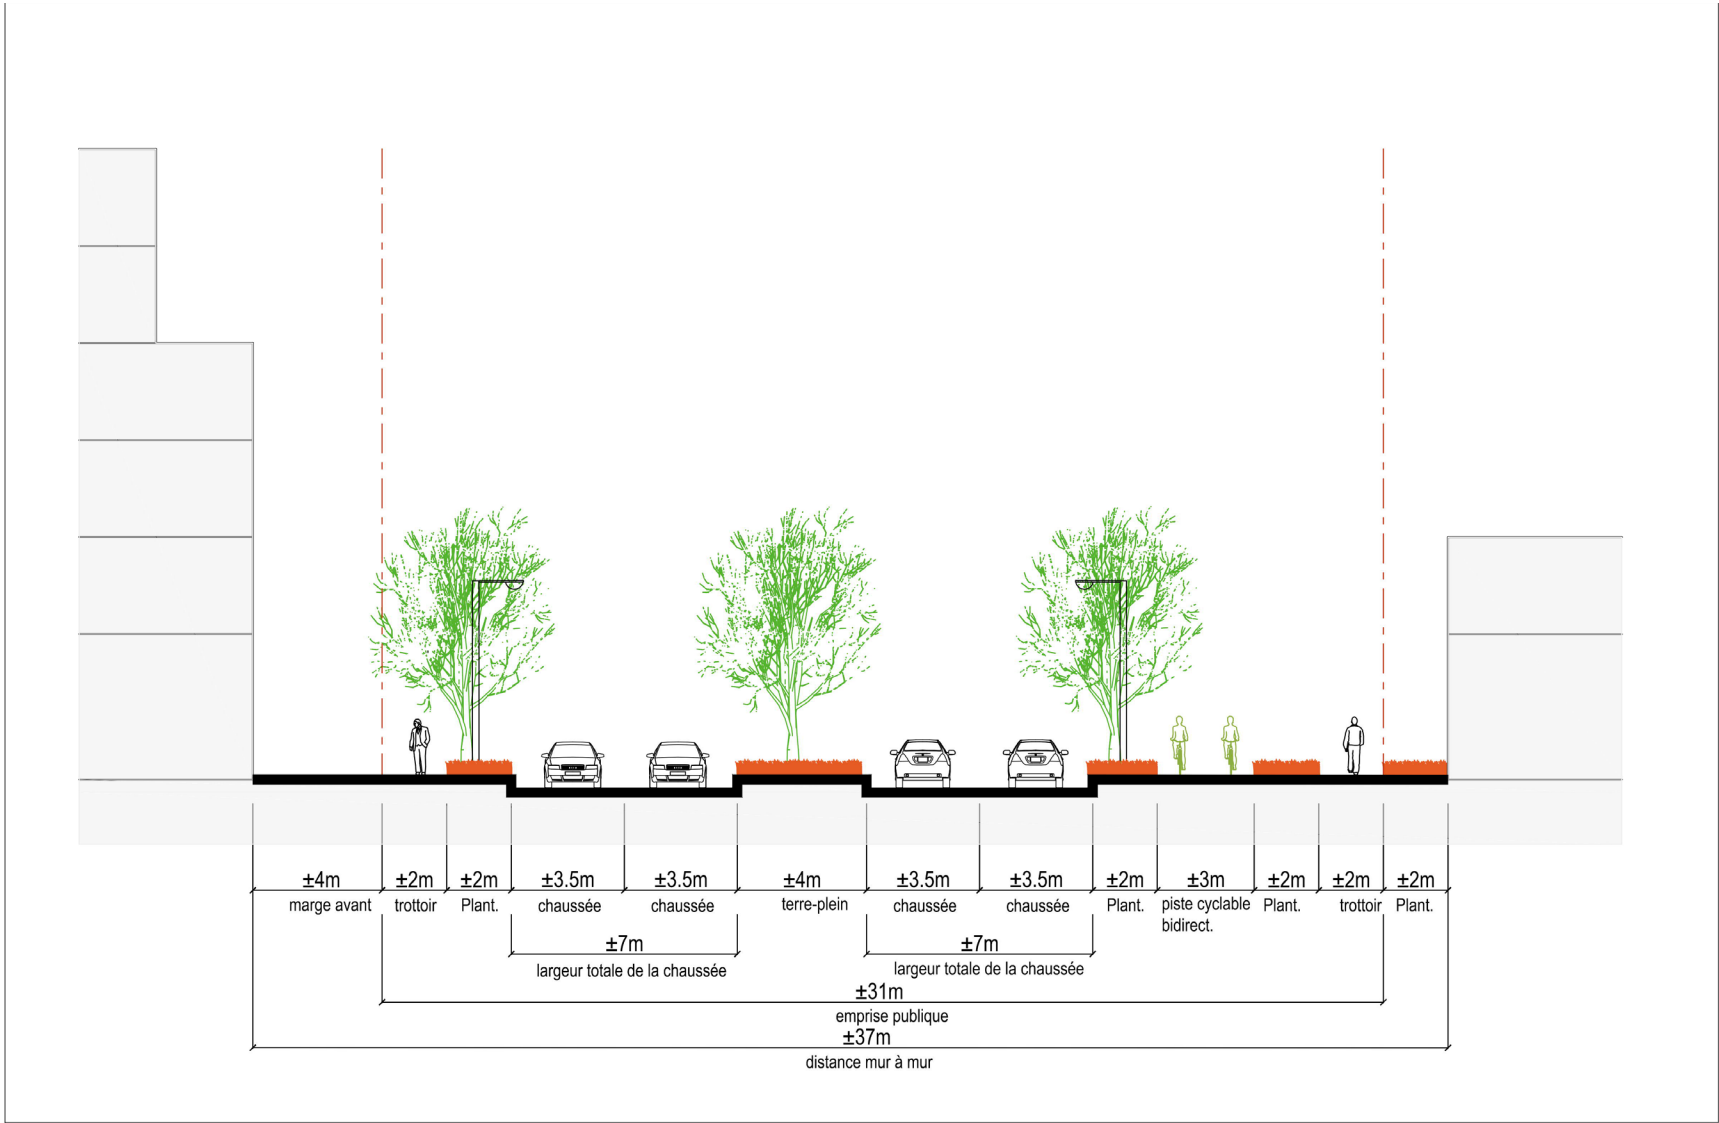 ±4m ±2m ±2m ±3.5m ±3.5m ±4m ±3.5m ±3.5m ±2m ±3m ±2m ±2m ±2m
marge avant trottoir Plant. chaussée chaussée terre-plein chaussée chaussée Plant. piste cyclable Plant. trottoir Plant.
bidirect.
±7m ±7m
largeur totale de la chaussée largeur totale de la chaussée
±31m
emprise publique
±37m
distance mur à mur